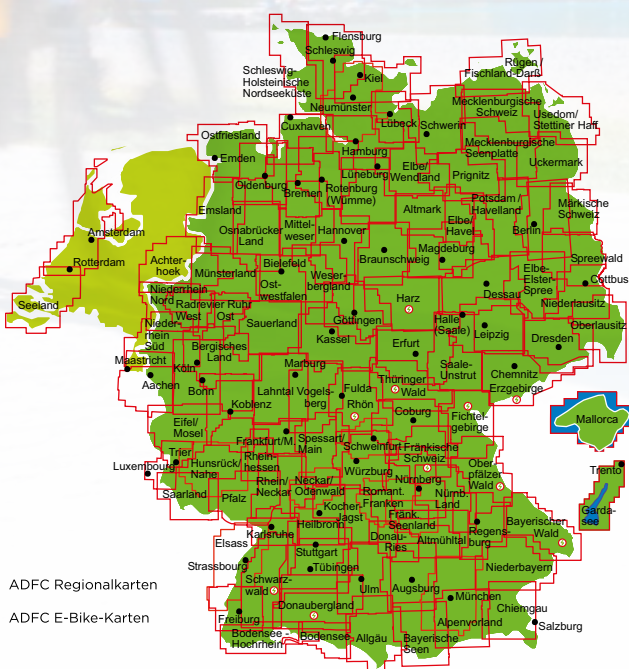 Flensburg
Schleswig
Rügen /
Fischland-Darß
Schleswig-
Holsteinische
Nordseeküste
Kiel
Neumünster
Mecklenburgische
Schweiz
Usedom/
Stettiner Haff
Cuxhaven
Lübeck
Schwerin
Ostfriesland
Emden
Hamburg
Mecklenburgische
Seenplatte
Uckermark
Lüneburg
Elbe/
Wendland
Prignitz
Oldenburg
Bremen
Rotenburg
(Wümme)
Emsland
Altmark
Potsdam /
Havelland
Märkische
Schweiz
Osnabrücker
Land
Mittel-
weser
Hannover
Elbe/
Havel
Berlin
Amsterdam
Rotterdam
Seeland
Achter-
hoek
Münsterland
Bielefeld
Braunschweig
Magdeburg
Spreewald
Cottbus
Ost-
westfalen
Weser-
bergland
Elbe-
Elster-
Spree
Dessau
Niederlausitz
Niederrhein
Nord
Radrevier Ruhr
West
Ost
Harz
Nieder-
rhein
Süd
Sauerland
Göttingen
Kassel
Halle
(Saale)
Leipzig
Oberlausitz
Dresden
Bergisches
Land
Erfurt
Maastricht
Aachen
Köln
Bonn
Marburg
Saale-
Unstrut
Chemnitz
Erzgebirge
Lahntal
Vogels-
berg
Fulda
Rhön
Thüringer
Wald
Koblenz
Coburg
Fichtel-
gebirge
Mallorca
Eifel/
Mosel
Frankfurt/M.
Spessart/
Main
Schweinfurt
Fränkische
Schweiz
Trier
Luxembourg
Hunsrück/
Nahe
Rhein-
hessen
Würzburg
Ober
pfälzer
Wald
Trento
Garda-
see
Saarland
Pfalz
Rhein/
Neckar
Neckar/
Odenwald
Romant.
Franken
Nürnberg
Nürnb.
Land
Kocher-
Jagst
Heilbronn
Fränk.
Seenland
Karlsruhe
Donau-
Ries
Altmühltal
Regens-
burg
Bayerischer
Wald
Elsass
Stuttgart
Strassbourg
Tübingen
Niederbayern
Schwarz-
wald
Ulm
Augsburg
ADFC Regionalkarten
Donaubergland
München
Chiemgau
ADFC E-Bike-Karten
Freiburg
Alpenvorland
Salzburg
Bodensee -
Hochrhein
Bodensee
Allgäu
Bayerische
Seen